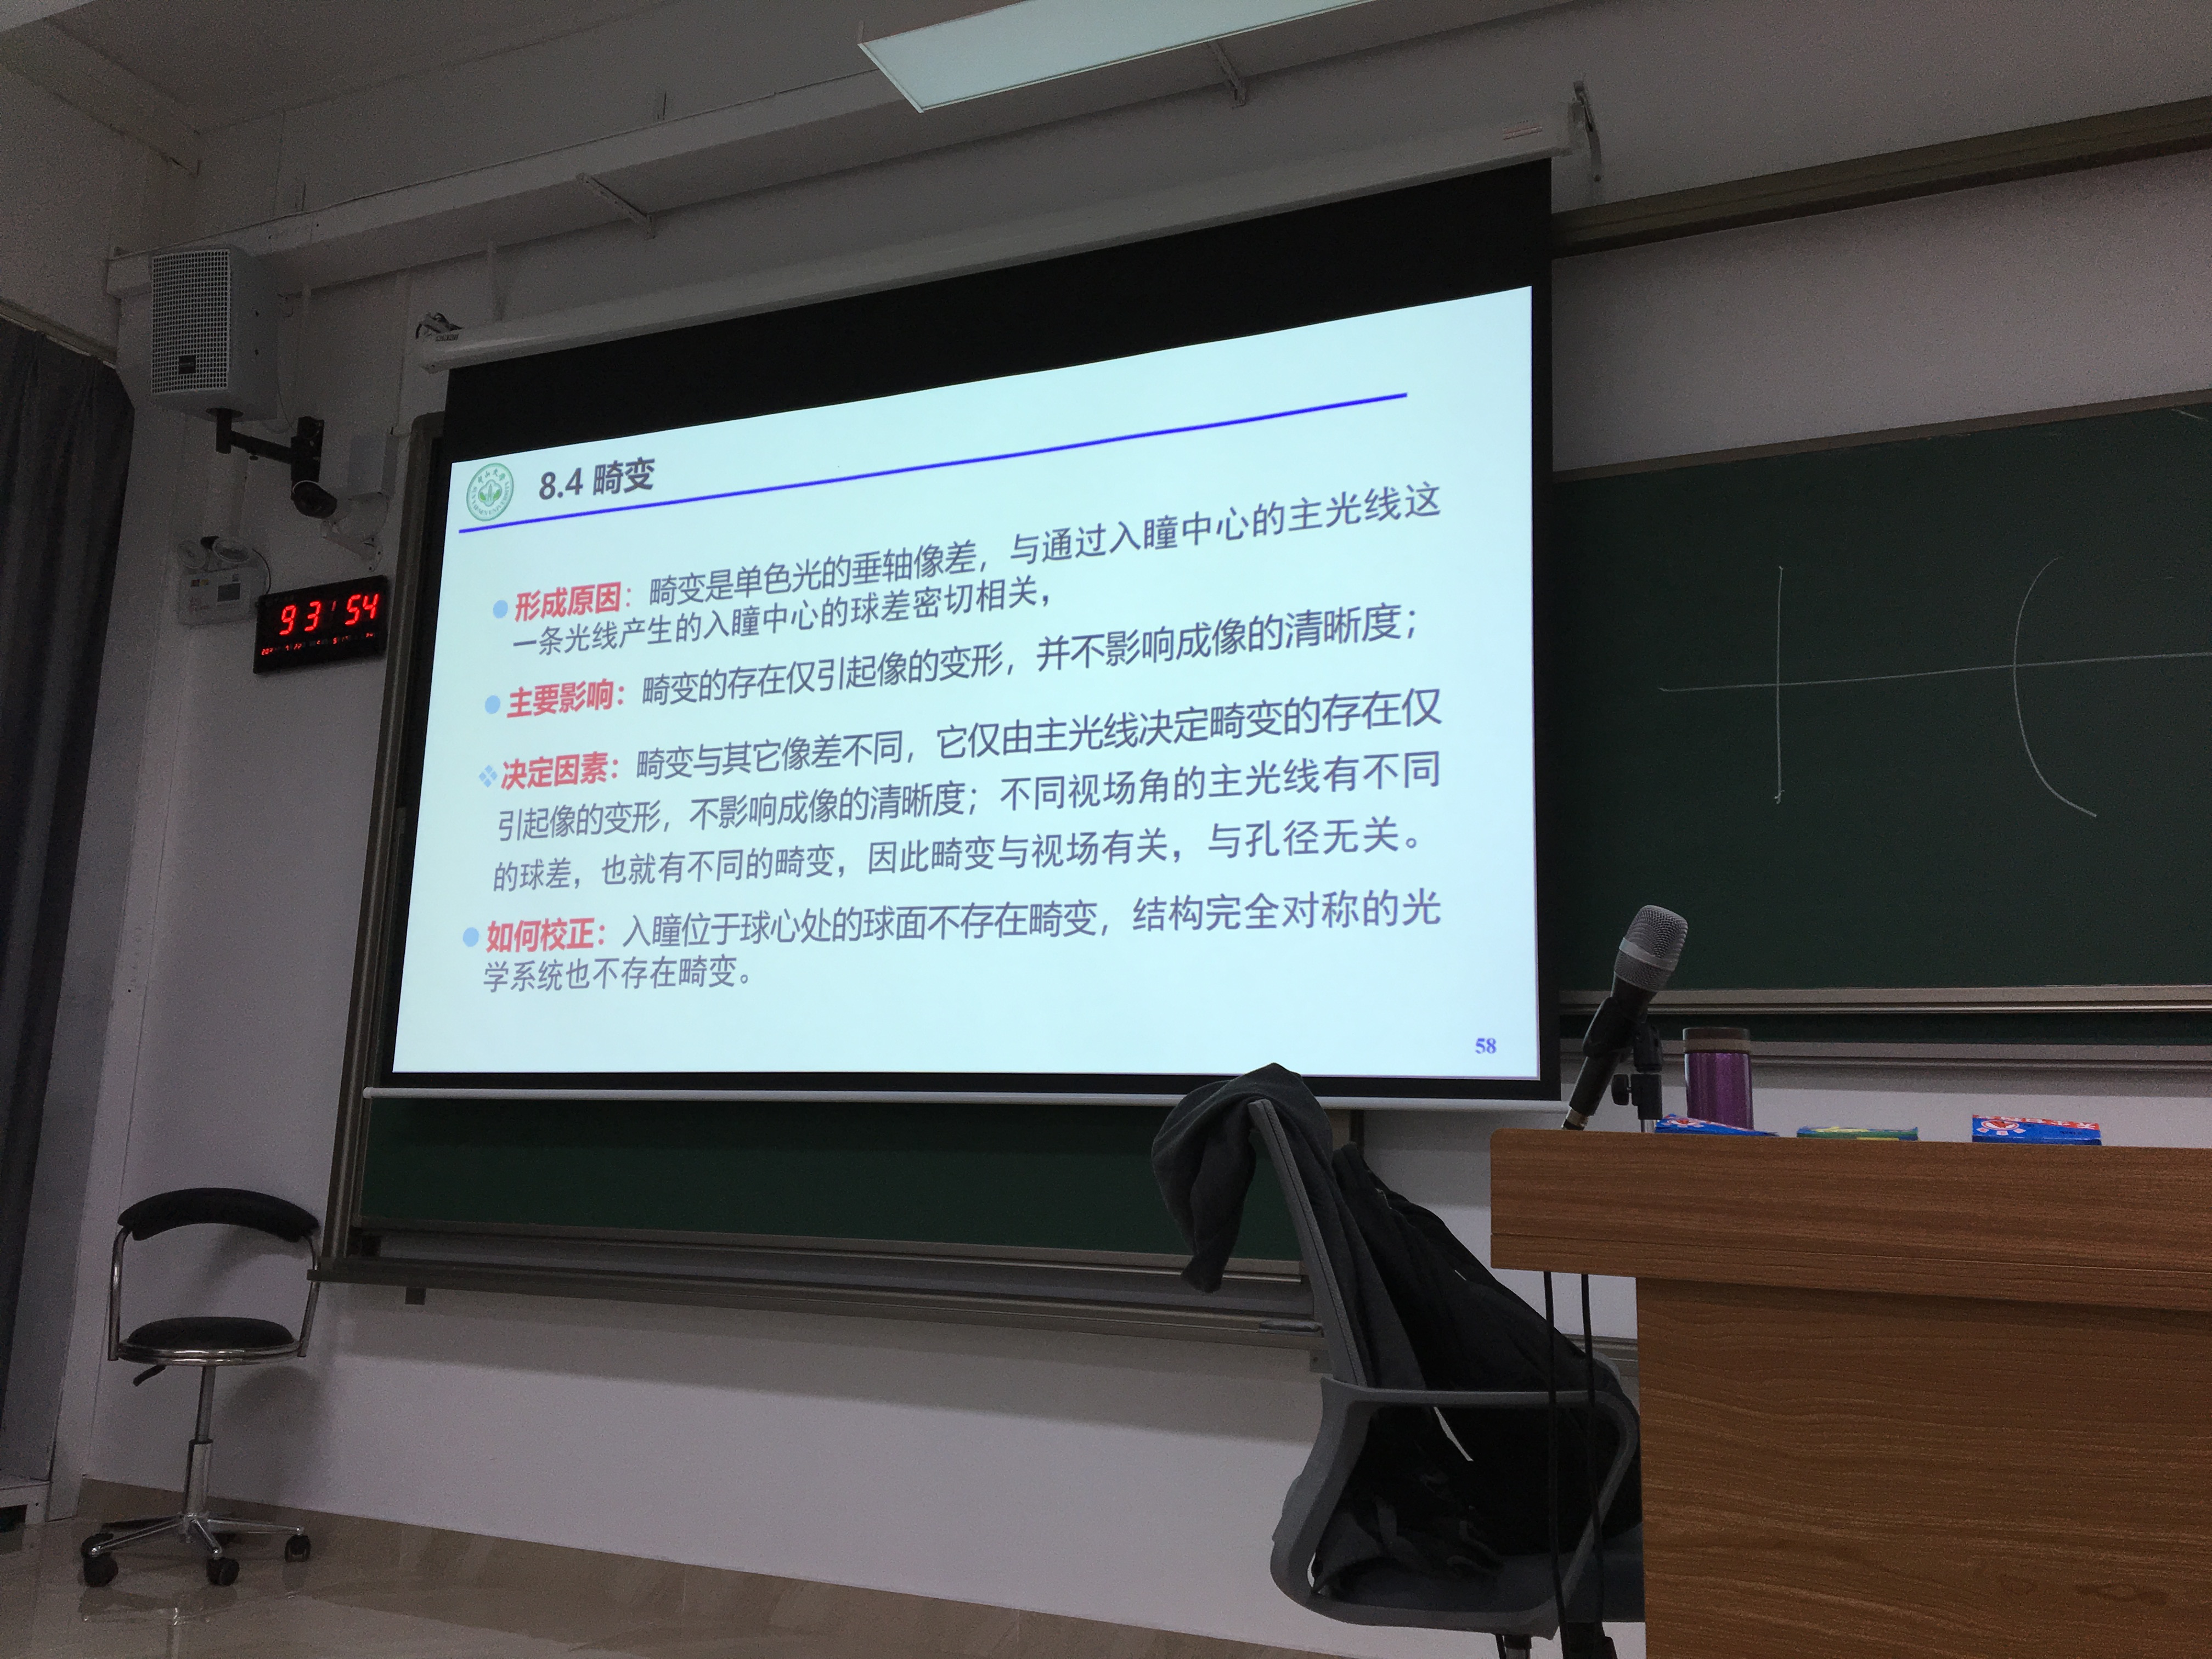 8.4 畸变
中山大学
形成原因：畸变是单色光的垂轴像差，与通过入瞳中心的主光线这
一条光线产生的入瞳中心的球差密切相关，
主要影响：畸变的存在仅引起像的变形，并不影响成像的清晰度；
决定因素：畸变与其它像差不同，它仅由主光线决定畸变的存在仅
引起像的变形，不影响成像的清晰度；不同视场角的主光线有不同
的球差，也就有不同的畸变，因此畸变与视场有关，与孔径无关。
如何校正：入瞳位于球心处的球面不存在畸变，结构完全对称的光
学系统也不存在畸变。
58
93 54